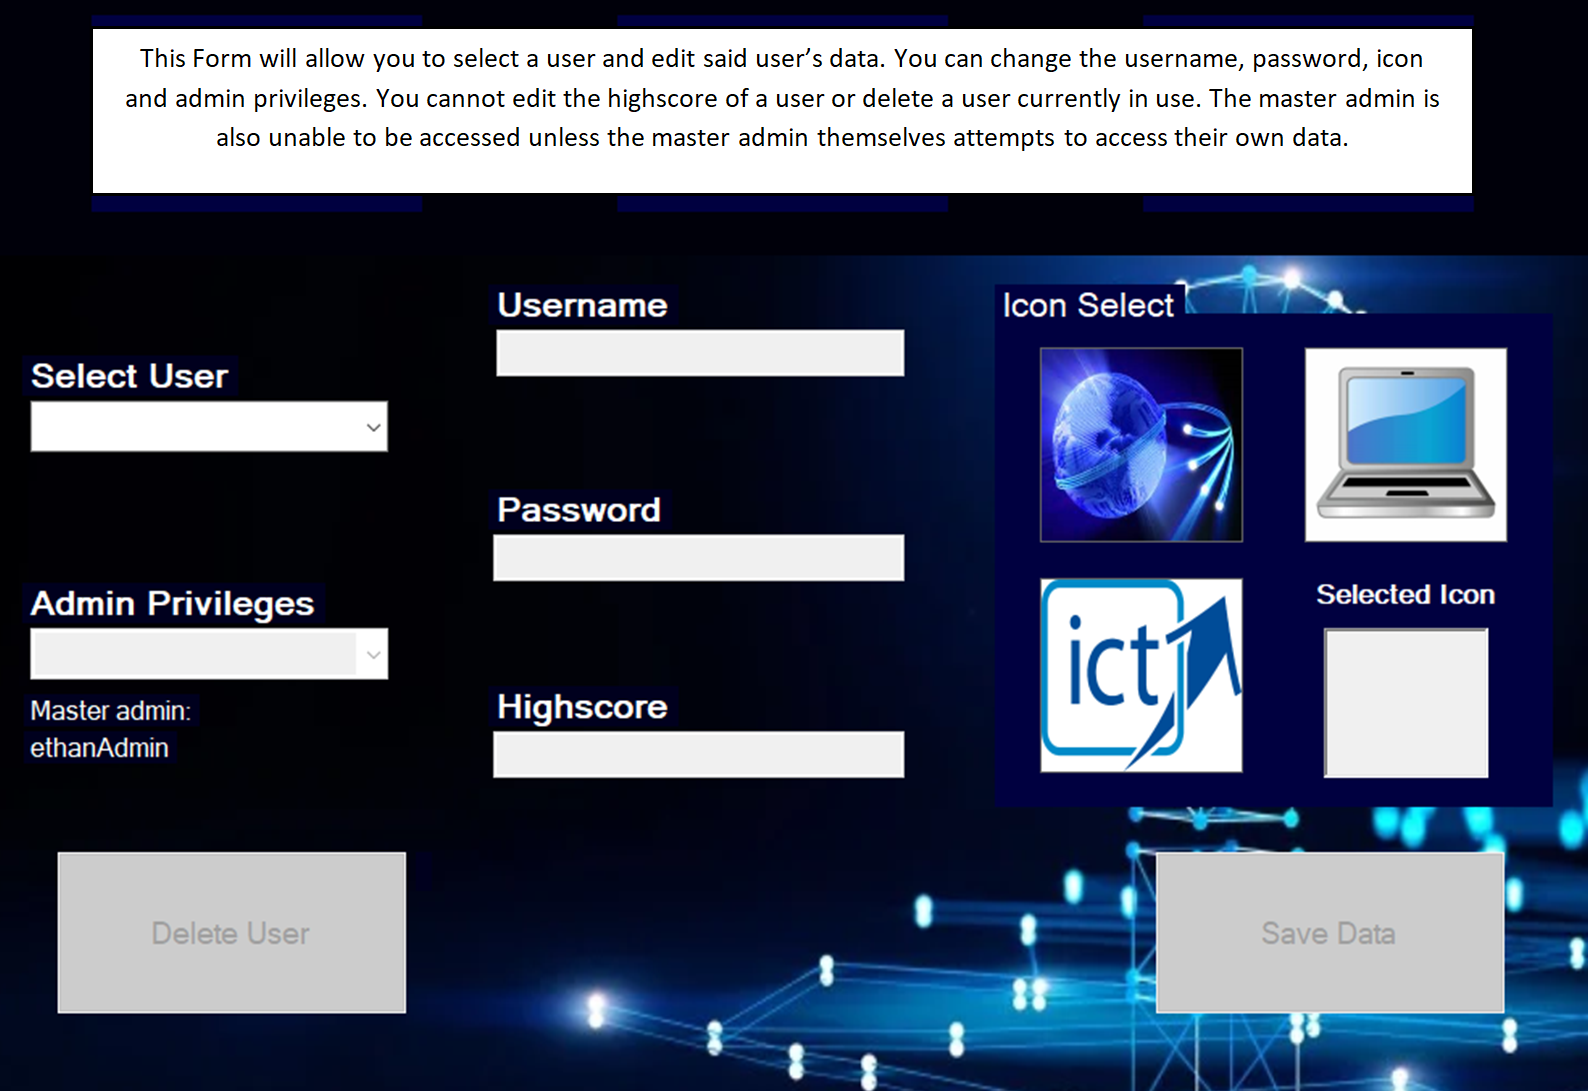 This Form will allow you to select a user and edit said user’s data. You can change the username, password, icon
and admin privileges. You cannot edit the highscore of a user or delete a user currently in use. The master admin is
also unable to be accessed unless the master admin themselves attempts to access their own data.
Select User
Admin Privileges
Master admin:
ethanAdmin
Username
Password
Highscore
Icon Select
ict
Selected Icon
Delete User
Save Data